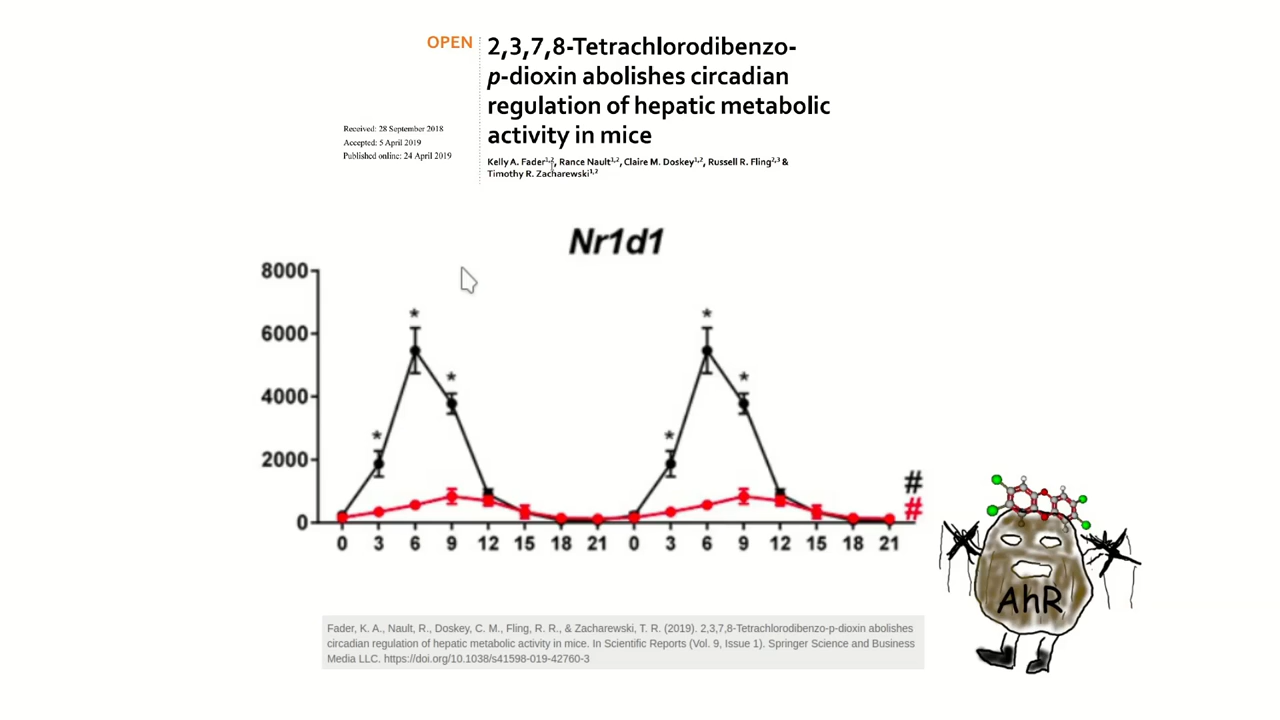 OPEN
2,3,7,8-Tetrachlorodibenzo-
p-dioxin abolishes circadian
regulation of hepatic metabolic
activity in mice
Received: 28 September 2018
Accepted: 5 April 2019
Published online: 24 April 2019
Kelly A. Fader1,2, Rance Nault1,2, Claire M. Doskey1,2, Russell R. Fling2,3 &
Timothy R. Zacharewski1,2
Nr1d1
8000
6000
4000
2000
0
* * * * * *
# #
0 3 6 9 12 15 18 21 0 3 6 9 12 15 18 21
AhR
Fader, K. A., Nault, R., Doskey, C. M., Fling, R. R., & Zacharewski, T. R. (2019). 2,3,7,8-Tetrachlorodibenzo-p-dioxin abolishes
circadian regulation of hepatic metabolic activity in mice. In Scientific Reports (Vol. 9, Issue 1). Springer Science and Business
Media LLC. https://doi.org/10.1038/s41598-019-42760-3